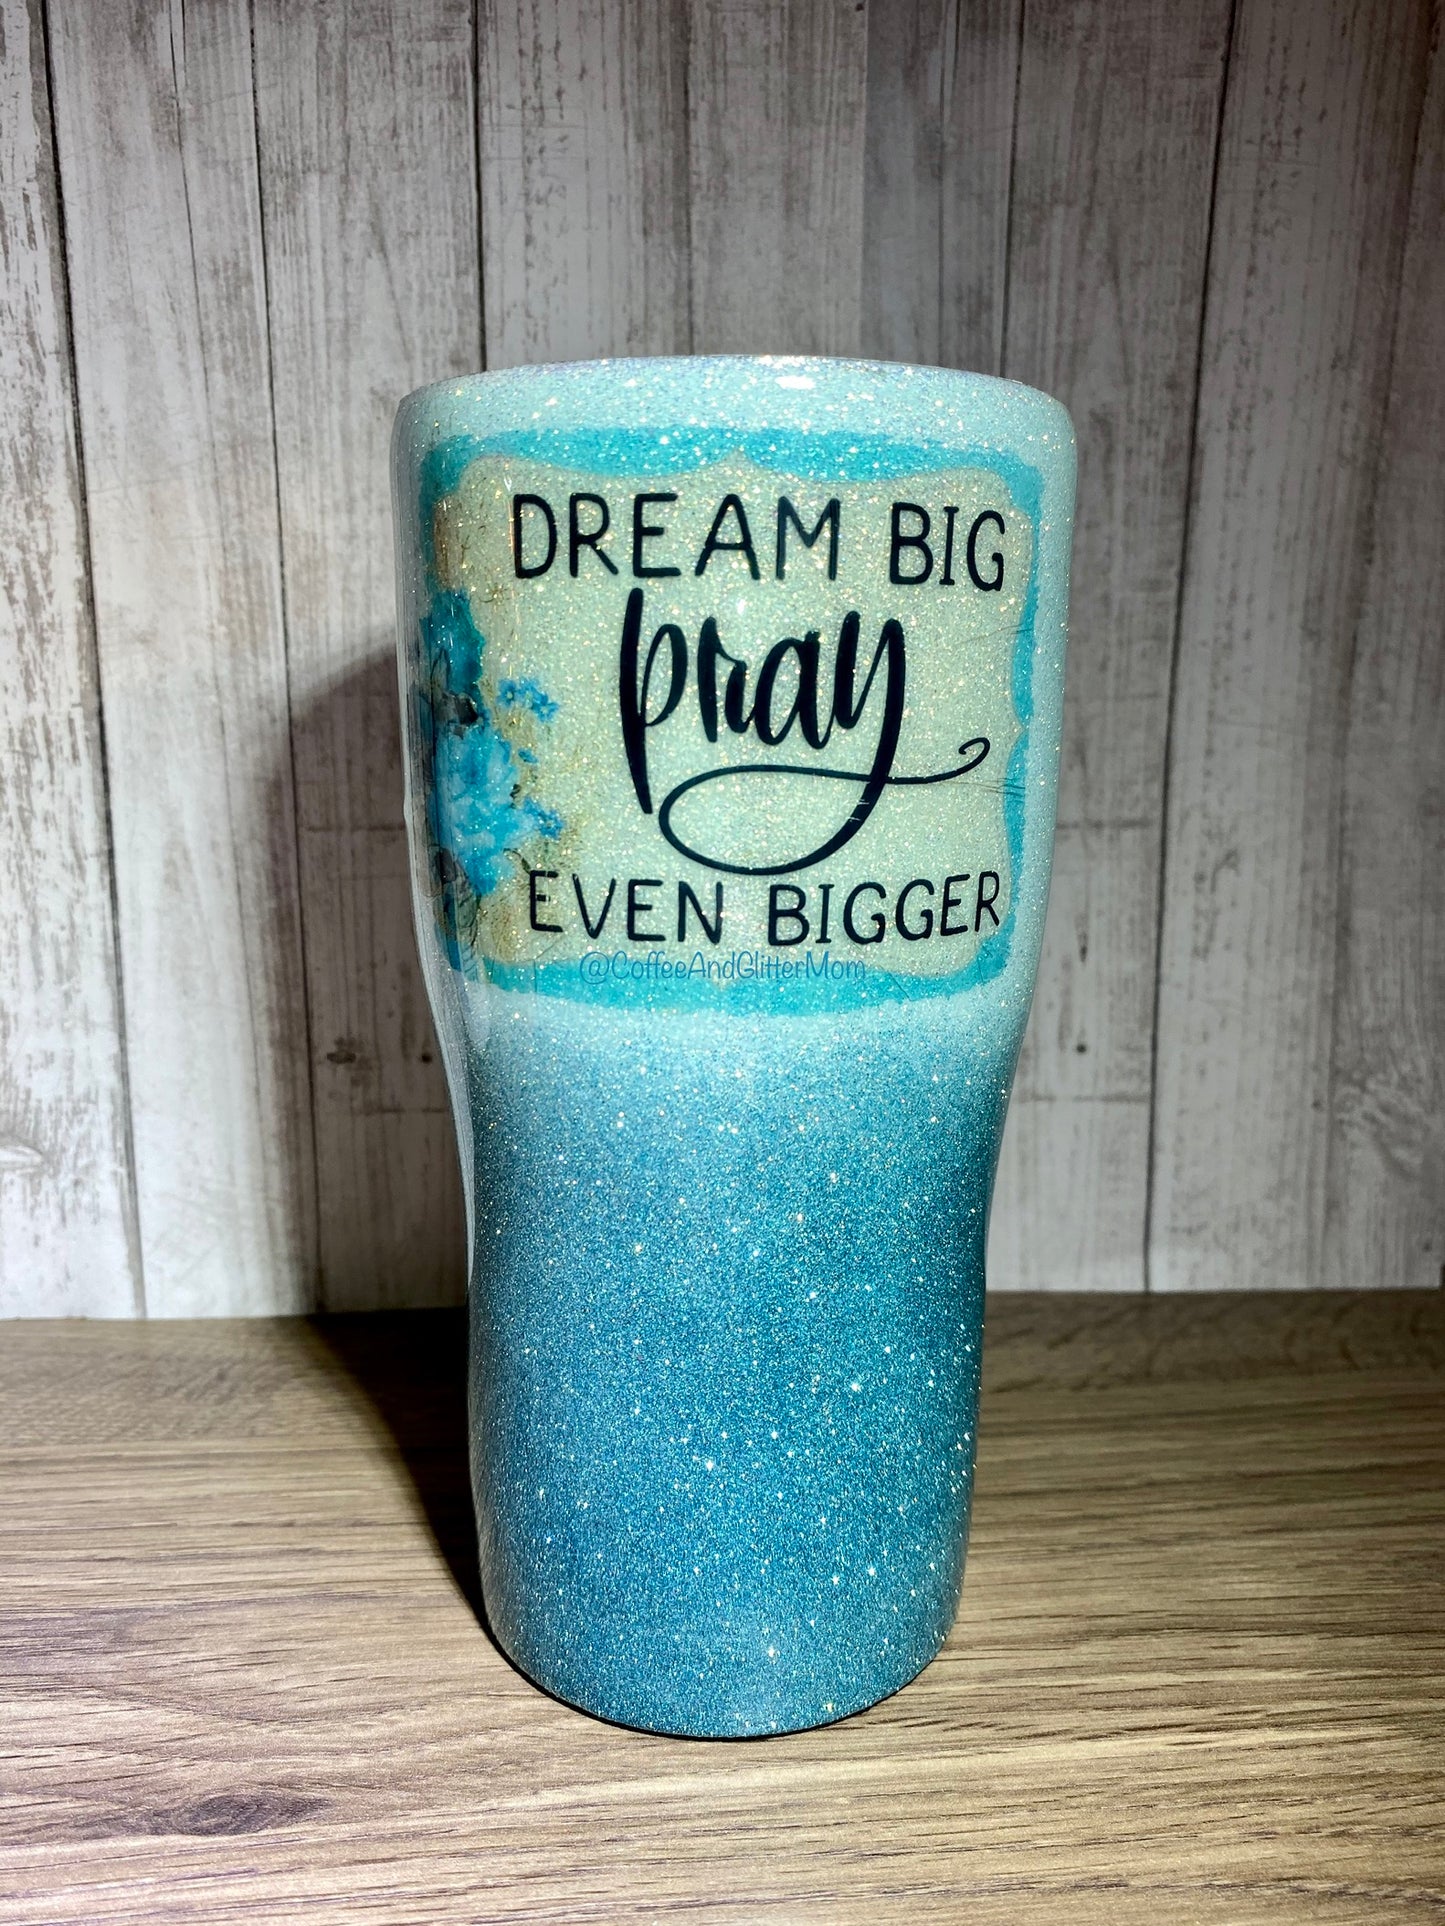 DREAM BIG
pray
EVEN BIGGER
@CoffeeAndGlitterMom